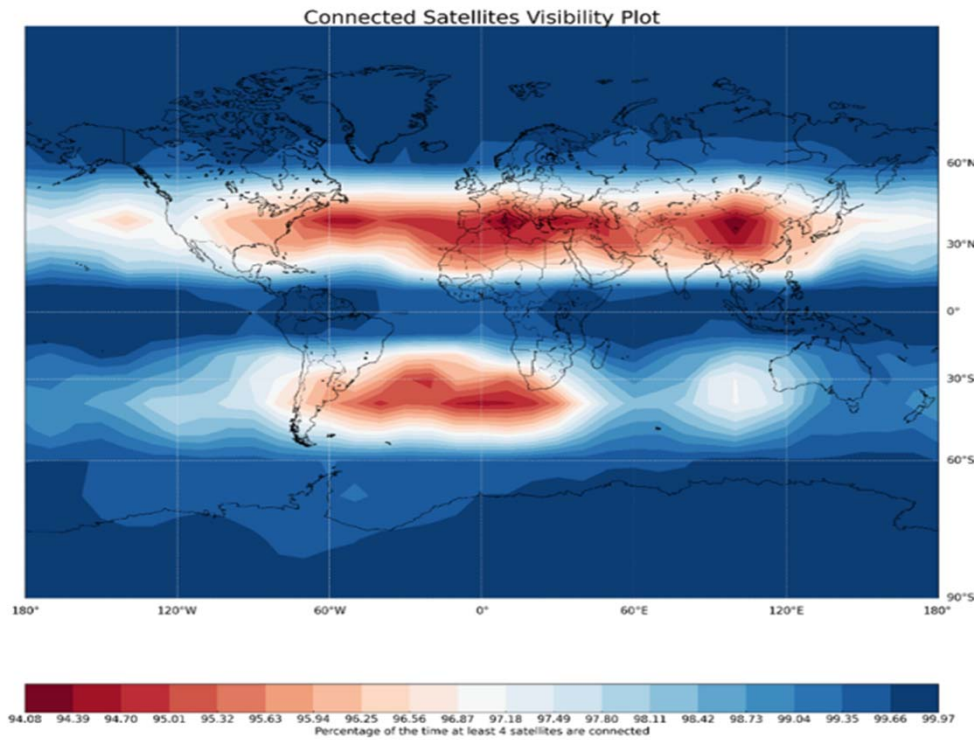 Connected Satellites Visibility Plot
60°N
30°N
0°
30°S
60°S
90°S
180° 120°W 60°W 0° 60°E 120°E 180°
94.08 94.39 94.70 95.01 95.32 95.63 95.94 96.25 96.56 96.87 97.18 97.49 97.80 98.11 98.42 98.73 99.04 99.35 99.66 99.97
Percentage of the time at least 4 satellites are connected